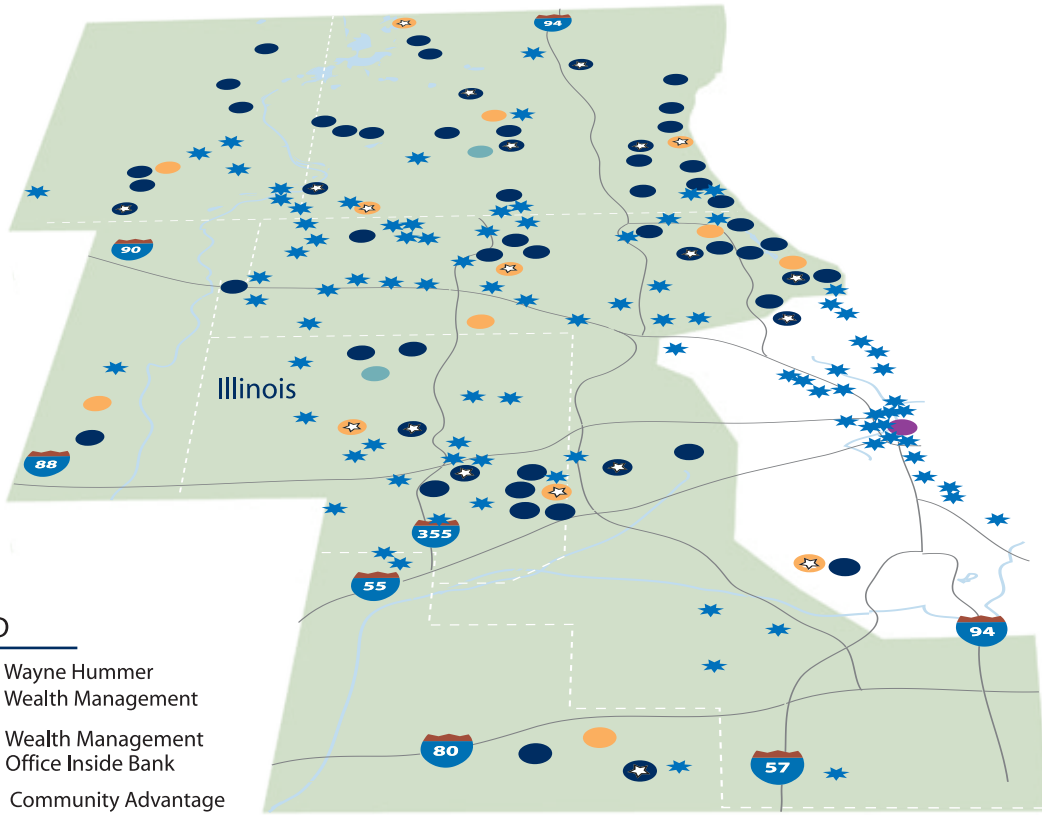 94
90
Illinois
88
355
55
94
D
Wayne Hummer
Wealth Management
Wealth Management
Office Inside Bank
Community Advantage
80
57